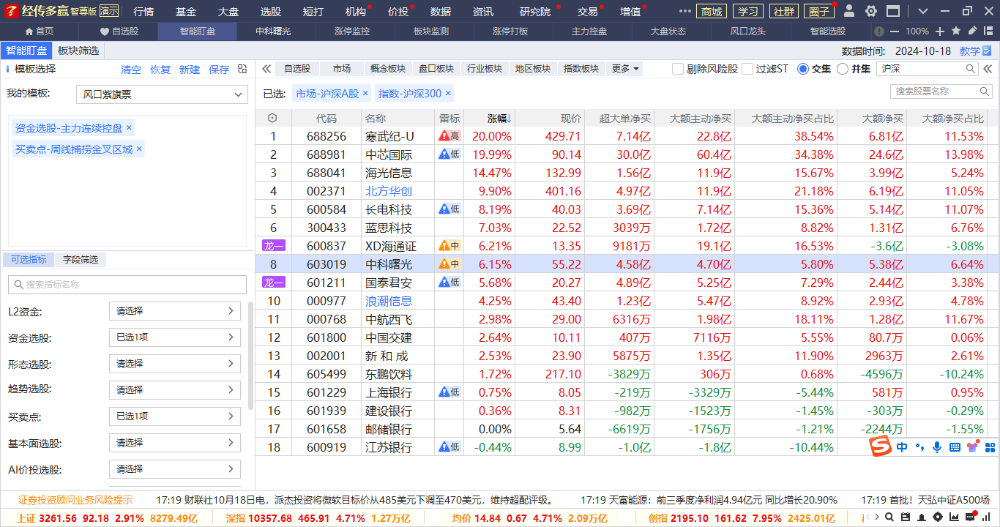 经传多赢 智尊版 演示 行情 基金 大盘 选股 短打 机构 价投 数据 资讯 研究院 交易 增值 ••• 商城 学习 社群 圈子
首页 自选股 智能盯盘 中科曙光 涨停监控 板块监测 涨停打板 主力控盘 大盘状态 风口龙头 智能选股 100%
智能盯盘 板块筛选 数据时间: 2024-10-18 教学
模板选择 清空 恢复 新建 保存 自选股 市场 概念板块 盘口板块 行业板块 地区板块 指数板块 更多 剔除风险股 过滤ST 交集 并集 沪深
我的模板: 风口紫旗票 已选: 市场-沪深A股 × 指数-沪深300 × 搜索股票名称
资金选股-主力连续控盘 ×
买卖点-周线捕捞金叉区域 ×
可选指标 字段筛选
搜索指标名称
L2资金: 请选择
资金选股: 已选1项
形态选股: 请选择
趋势选股: 请选择
买卖点: 已选1项
基本面选股: 请选择
AI价投选股: 请选择
代码 名称 雷标 涨幅↓ 现价 超大单净买 大额主动净买 大额主动净买占比 大额净买 大额净买占比
1 688256 寒武纪-U 高 20.00% 429.71 7.14亿 22.8亿 38.54% 6.81亿 11.53%
2 688981 中芯国际 低 19.99% 90.14 30.0亿 60.4亿 34.38% 24.6亿 13.98%
3 688041 海光信息 14.47% 132.99 1.56亿 11.9亿 15.67% 3.99亿 5.24%
4 002371 北方华创 9.90% 401.16 4.97亿 11.9亿 21.18% 6.19亿 11.05%
5 600584 长电科技 低 8.19% 40.03 3.69亿 7.14亿 15.36% 5.14亿 11.07%
6 300433 蓝思科技 7.03% 22.52 3039万 1.72亿 8.82% 1.31亿 6.76%
龙一 600837 XD海通证 中 6.21% 13.35 9181万 19.1亿 16.53% -3.6亿 -3.08%
8 603019 中科曙光 中 6.15% 55.22 4.58亿 4.70亿 5.80% 5.38亿 6.64%
龙一 601211 国泰君安 低 5.68% 20.27 4.89亿 5.25亿 7.29% 2.44亿 3.38%
10 000977 浪潮信息 4.25% 43.40 1.23亿 5.47亿 8.92% 2.93亿 4.78%
11 000768 中航西飞 2.98% 29.00 6316万 1.98亿 18.11% 1.28亿 11.67%
12 601800 中国交建 2.64% 10.11 407万 7116万 5.55% 80.7万 0.06%
13 002001 新 和 成 2.53% 23.90 5875万 1.35亿 11.90% 2963万 2.61%
14 605499 东鹏饮料 1.72% 217.10 -3829万 306万 0.68% -4596万 -10.24%
15 601229 上海银行 低 0.75% 8.05 -219万 -3329万 -5.44% 581万 0.95%
16 601939 建设银行 0.36% 8.31 -982万 -1523万 -1.45% -303万 -0.29%
17 601658 邮储银行 0.00% 5.64 -6619万 -1756万 -1.21% -2244万 -1.55%
18 600919 江苏银行 低 -0.44% 8.99 -1.0亿 -1.8亿 -10.44% 中
证券投资顾问业务风险提示 17:19 财联社10月18日电，派杰投资将微软目标价从485美元下调至470美元，维持超配评级。 17:19 天富能源：前三季度净利润4.94亿元 同比增长20.90% 17:19 首批！天弘中证A500场
上证 3261.56 92.18 2.91% 8279.49亿 深指 10357.68 465.91 4.71% 1.27万亿 均价 14.84 0.67 4.71% 2.09万亿 创指 2195.10 161.62 7.95% 2425.01亿